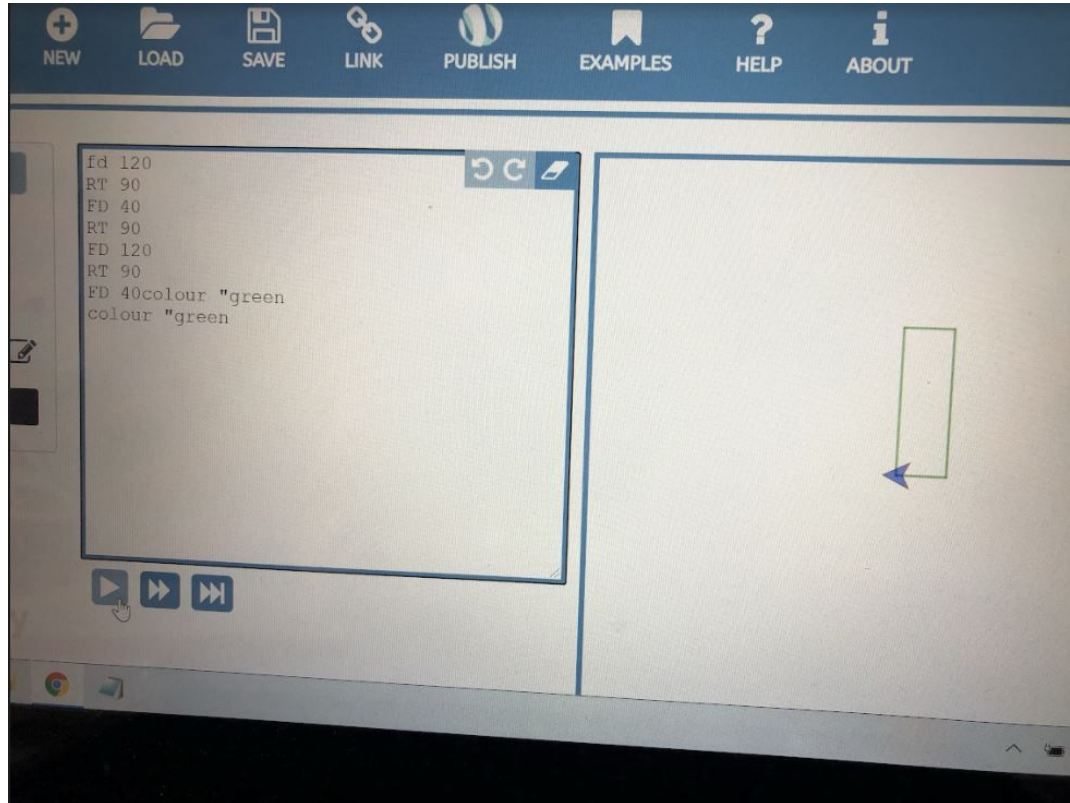 NEW LOAD SAVE LINK PUBLISH EXAMPLES HELP ABOUT
fd 120
RT 90
FD 40
RT 90
FD 120
RT 90
FD 40colour "green
colour "green